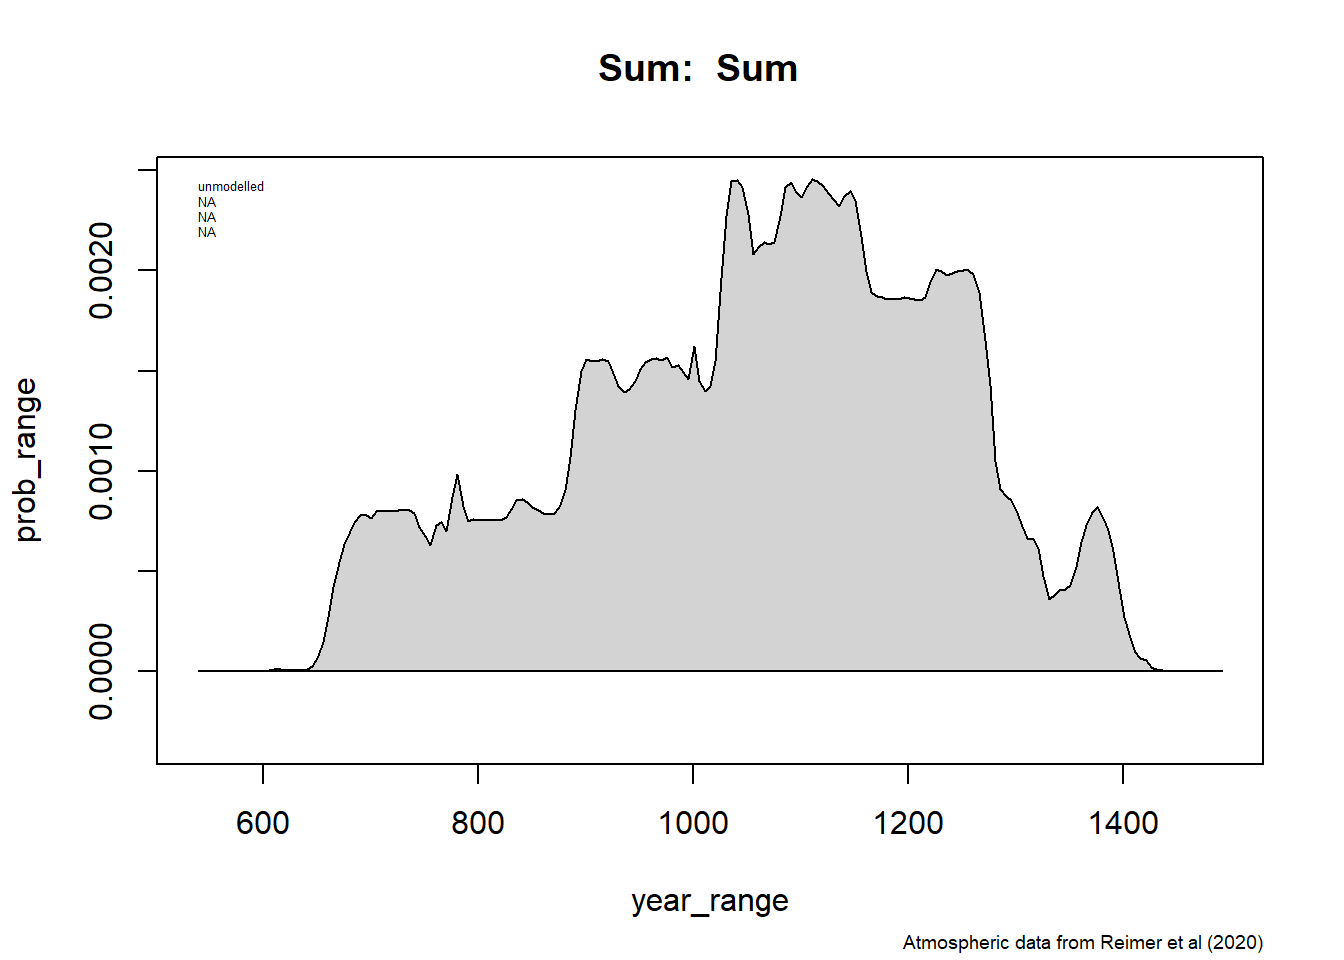 Sum:  Sum
unmodelled
NA
NA
NA
0.0020
0.0010
0.0000
prob_range
600 800 1000 1200 1400
year_range
Atmospheric data from Reimer et al (2020)